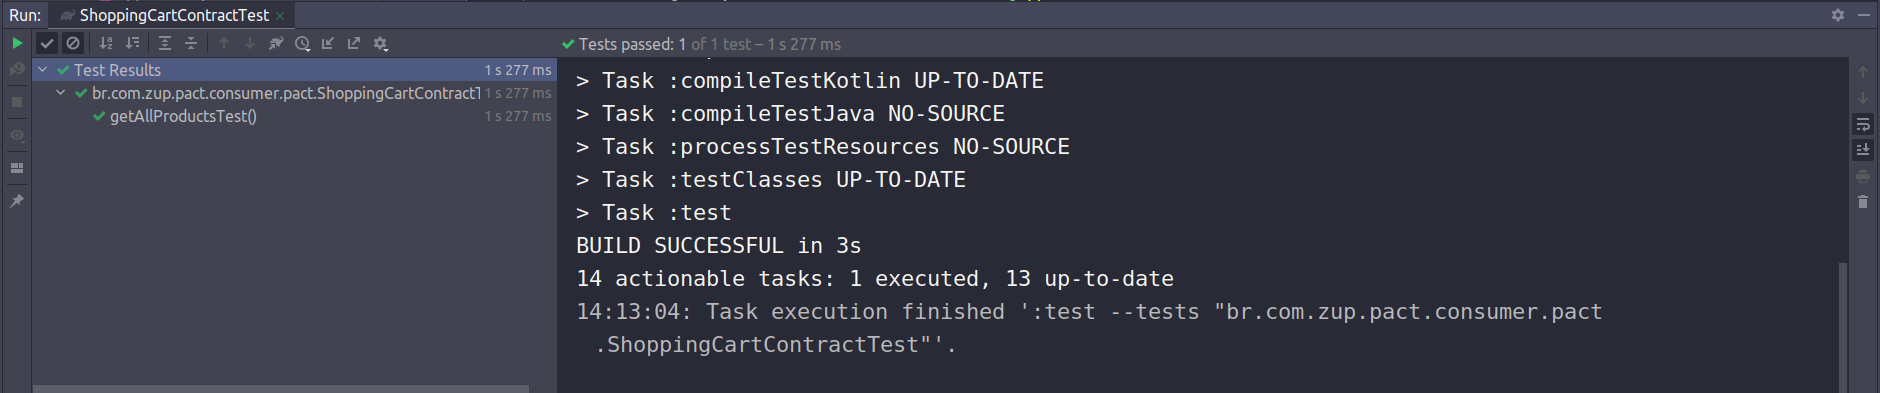 Run: ShoppingCartContractTest
Tests passed: 1 of 1 test – 1 s 277 ms
Test Results 1 s 277 ms
br.com.zup.pact.consumer.pact.ShoppingCartContractT 1 s 277 ms
getAllProductsTest() 1 s 277 ms
> Task :compileTestKotlin UP-TO-DATE
> Task :compileTestJava NO-SOURCE
> Task :processTestResources NO-SOURCE
> Task :testClasses UP-TO-DATE
> Task :test
BUILD SUCCESSFUL in 3s
14 actionable tasks: 1 executed, 13 up-to-date
14:13:04: Task execution finished ':test --tests "br.com.zup.pact.consumer.pact
.ShoppingCartContractTest"'.